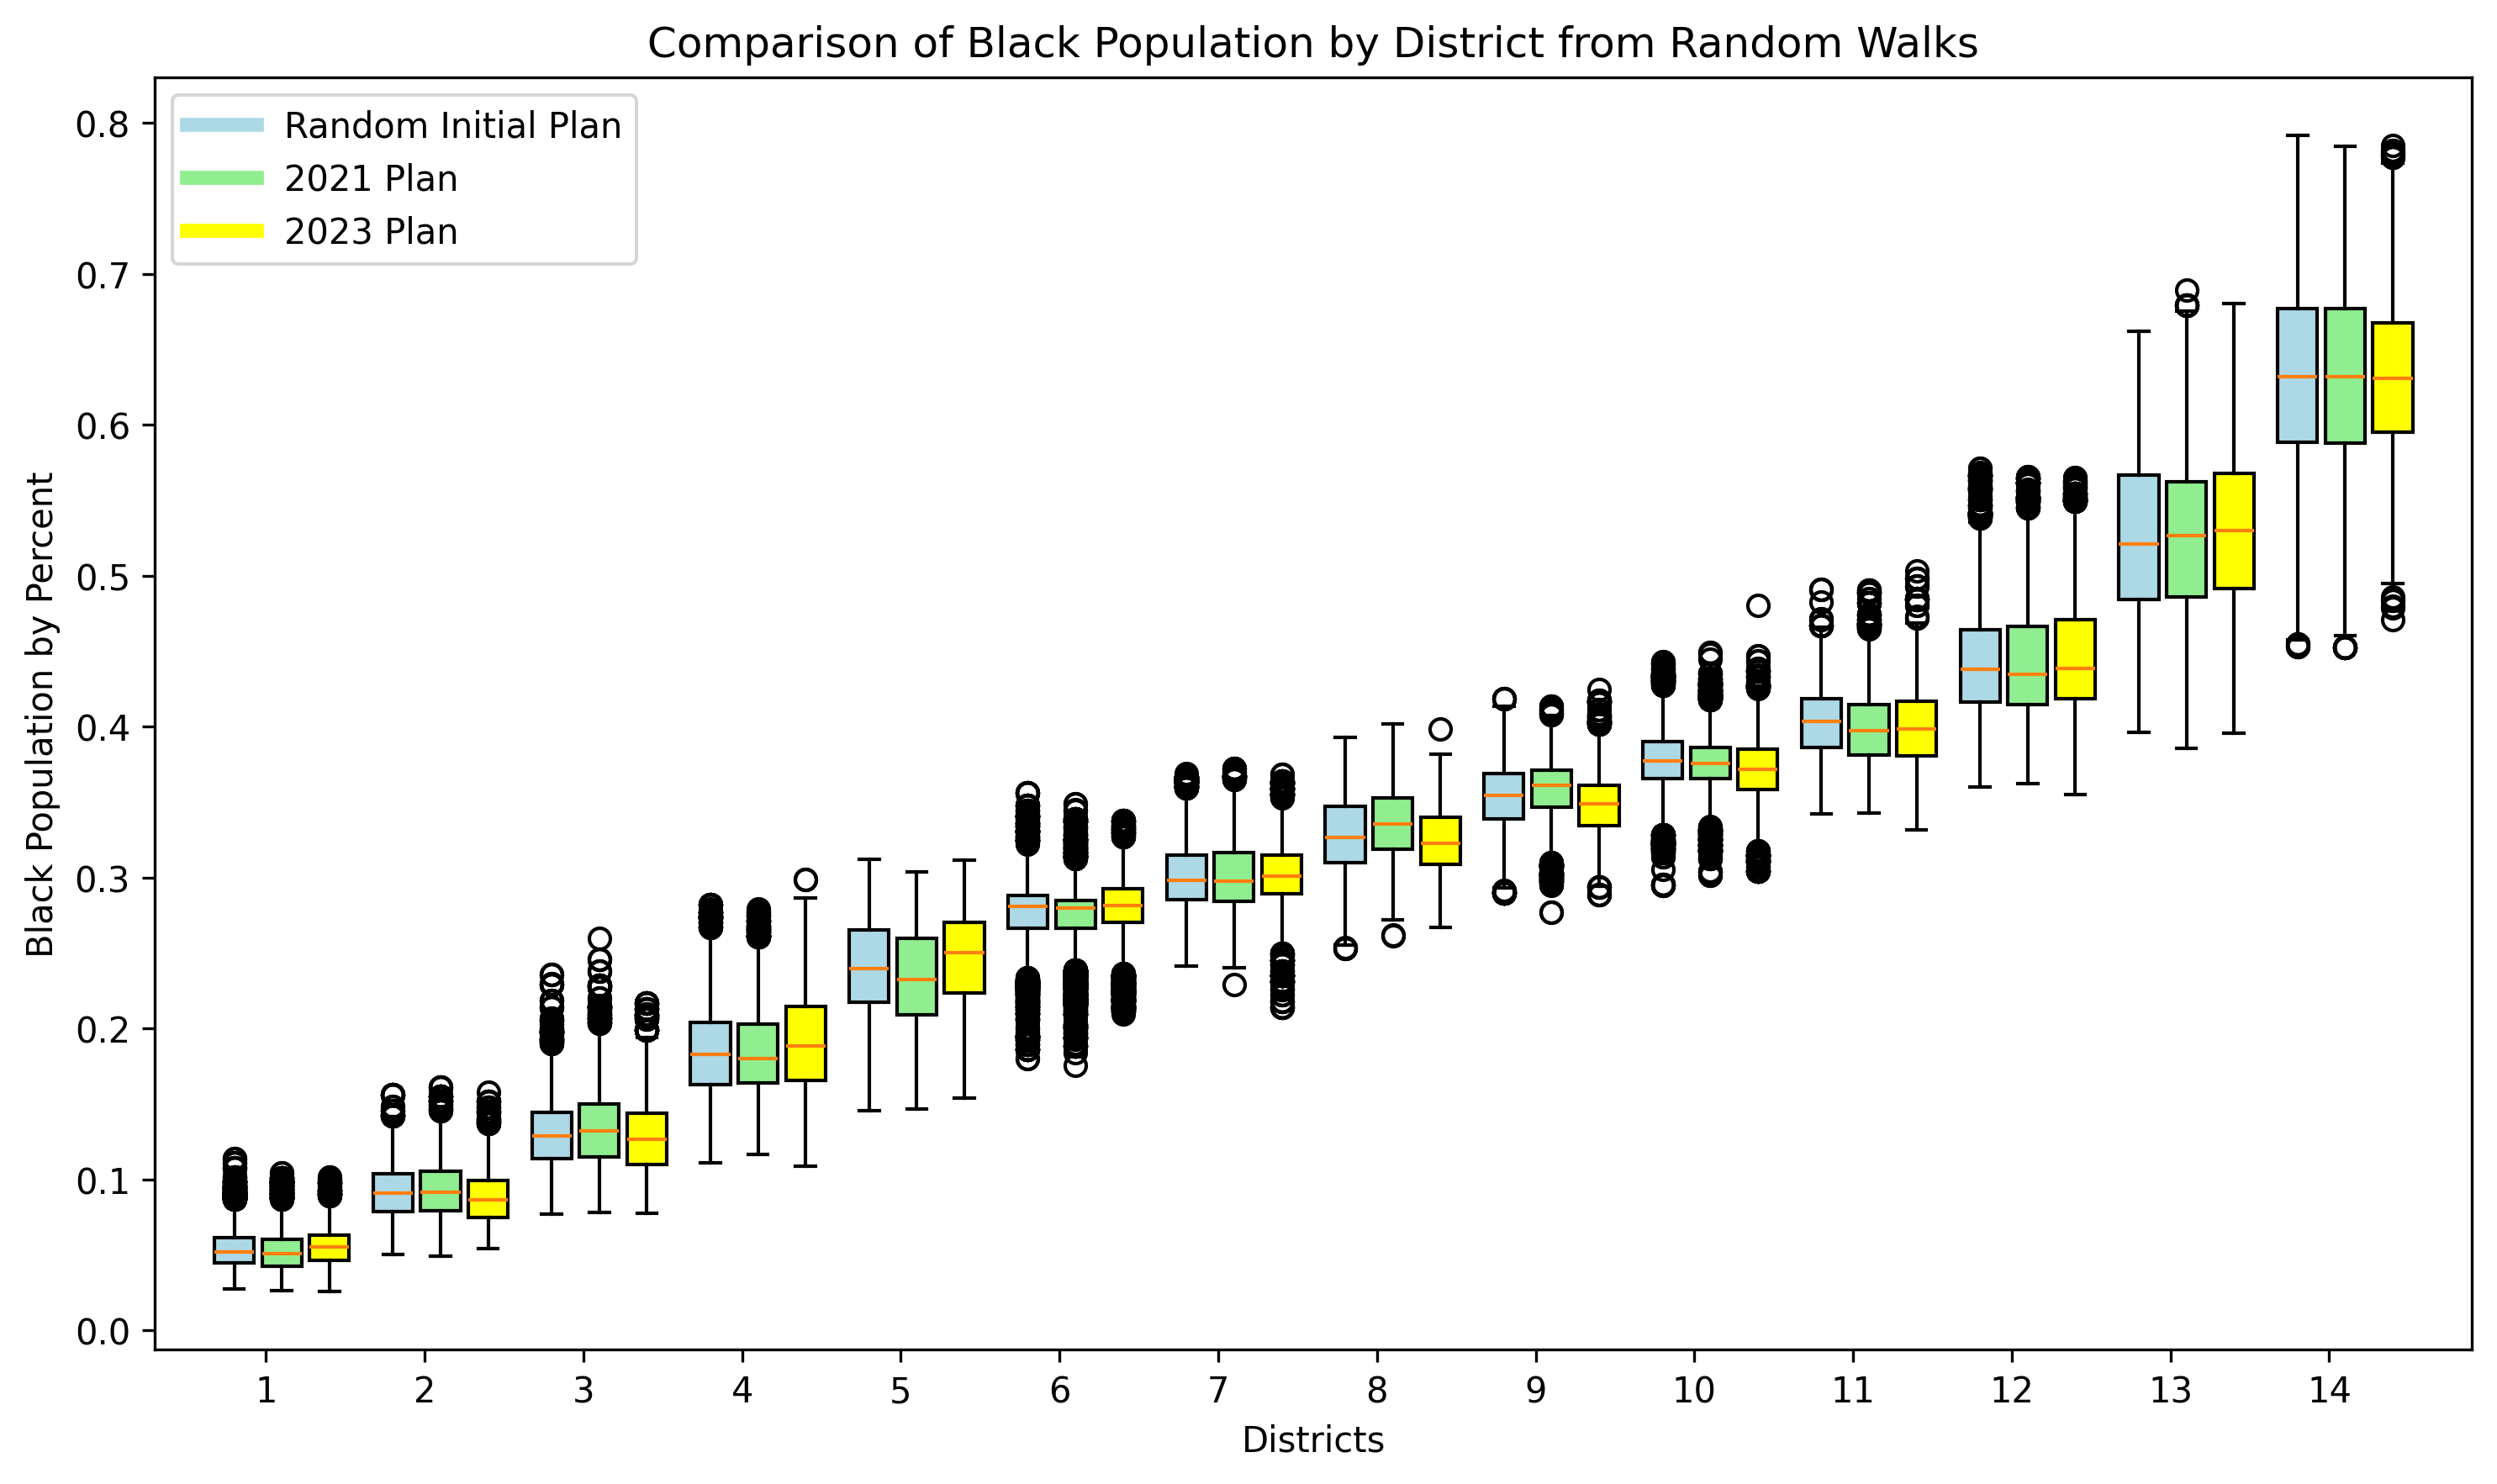 Comparison of Black Population by District from Random Walks
Random Initial Plan
2021 Plan
2023 Plan
Black Population by Percent
0.8
0.7
0.6
0.5
0.4
0.3
0.2
0.1
0.0
1 2 3 4 5 6 7 8 9 10 11 12 13 14
Districts